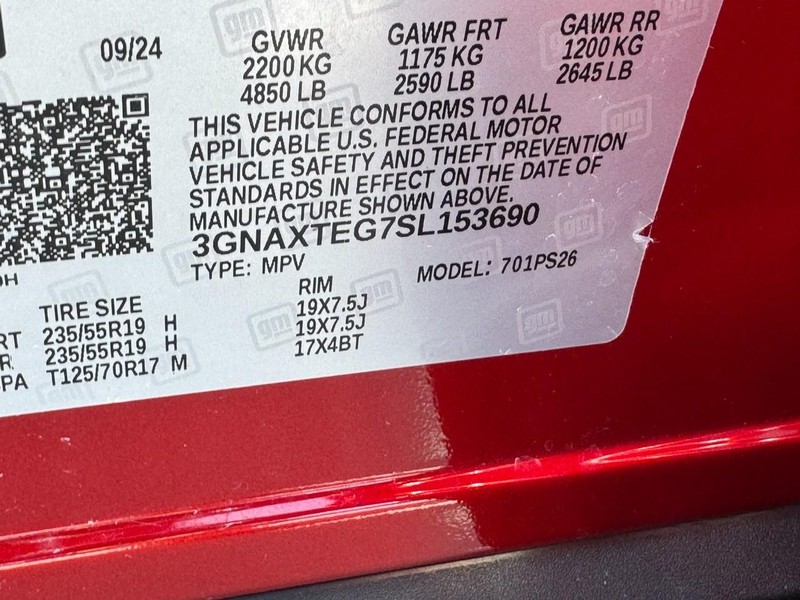 09/24
GVWR GAWR FRT GAWR RR
2200 KG 1175 KG 1200 KG
4850 LB 2590 LB 2645 LB
THIS VEHICLE CONFORMS TO ALL
APPLICABLE U.S. FEDERAL MOTOR
VEHICLE SAFETY AND THEFT PREVENTION
STANDARDS IN EFFECT ON THE DATE OF
MANUFACTURE SHOWN ABOVE.
3GNAXTEG7SL153690
TYPE: MPV MODEL: 701PS26
TIRE SIZE RIM
RT 235/55R19 H 19X7.5J
R 235/55R19 H 19X7.5J
PA T125/70R17 M 17X4BT
gm